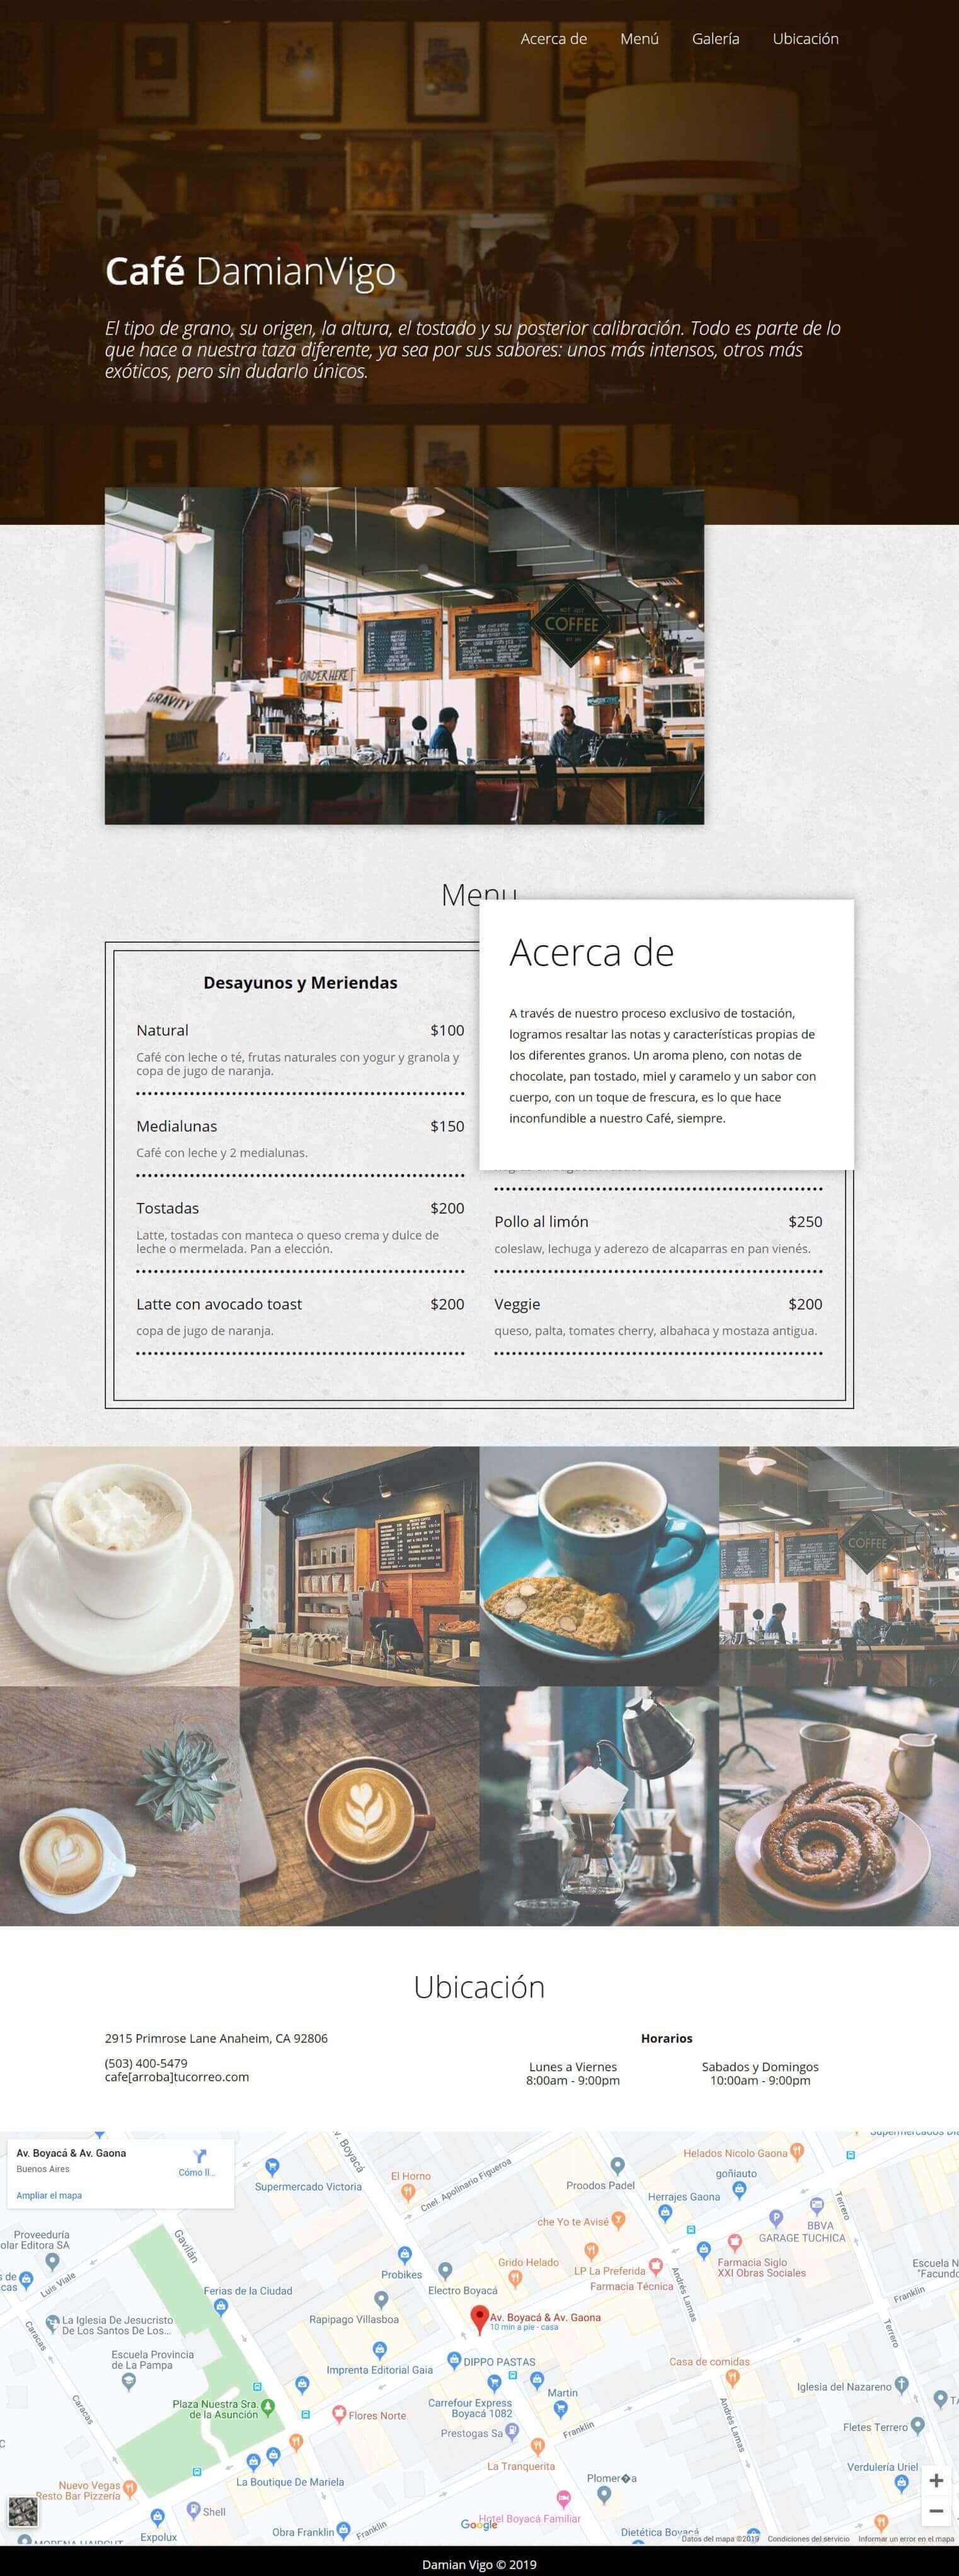 Acerca de Menú Galería Ubicación
Café DamianVigo
El tipo de grano, su origen, la altura, el tostado y su posterior calibración. Todo es parte de lo
que hace a nuestra taza diferente, ya sea por sus sabores: unos más intensos, otros más
exóticos, pero sin dudarlo únicos.
COFFEE
ORDER HERE
GRAVITY
GRAVITY
Menu
Acerca de
A través de nuestro proceso exclusivo de tostación,
logramos resaltar las notas y características propias de
los diferentes granos. Un aroma pleno, con notas de
chocolate, pan tostado, miel y caramelo y un sabor con
cuerpo, con un toque de frescura, es lo que hace
inconfundible a nuestro Café, siempre.
Desayunos y Meriendas
Natural $100
Café con leche o té, frutas naturales con yogur y granola y
copa de jugo de naranja.
Medialunas $150
Café con leche y 2 medialunas.
Tostadas $200
Latte, tostadas con manteca o queso crema y dulce de
leche o mermelada. Pan a elección.
Latte con avocado toast $200
copa de jugo de naranja.
Pollo al limón $250
coleslaw, lechuga y aderezo de alcaparras en pan vienés.
Veggie $200
queso, palta, tomates cherry, albahaca y mostaza antigua.
COFFEE
Ubicación
2915 Primrose Lane Anaheim, CA 92806
(503) 400-5479
cafe[arroba]tucorreo.com
Horarios
Lunes a Viernes
8:00am - 9:00pm
Sabados y Domingos
10:00am - 9:00pm
Av. Boyacá & Av. Gaona
Buenos Aires
Cómo ll...
Ampliar el mapa
Supermercado Victoria
El Horno
Cnel. Apolinario Figueroa
v. Boyacá
Proodos Padel
Helados Nicolo Gaona
goñiauto
Herrajes Gaona
che Yo te Avisé
BBVA
GARAGE TUCHICA
Terrero
Proveeduría
olar Editora SA
Gavilán
Luis Viale
Probikes
Grido Helado
Electro Boyacá
LP La Preferida
Farmacia Técnica
Farmacia Siglo
XXI Obras Sociales
Andrés Lamas
Escuela N
"Facundo
Franklin
Ferias de la Ciudad
Rapipago Villasboa
Av. Boyacá & Av. Gaona
10 min a pie - casa
La Iglesia De Jesucristo
De Los Santos De Los...
Caracas
Terrero
Escuela Provincia
de La Pampa
Imprenta Editorial Gaia
DIPPO PASTAS
Casa de comidas
Iglesia del Nazareno
Martin
Carrefour Express
Boyacá 1082
Caracas
Plaza Nuestra Sra.
de la Asunción
Flores Norte
Prestogas Sa
Franklin
Andrés Lamas
Fletes Terrero
La Tranquerita
La Boutique De Mariela
Verdulería Uriel
Nuevo Vegas
Resto Bar Pizzería
Plomer�a
Shell
Hotel Boyacá Familiar
Google
Expolux
Obra Franklin
Franklin
Dietética Boyacá
Datos del mapa ©2019 Condiciones del servicio Informar un error en el mapa
Damian Vigo © 2019